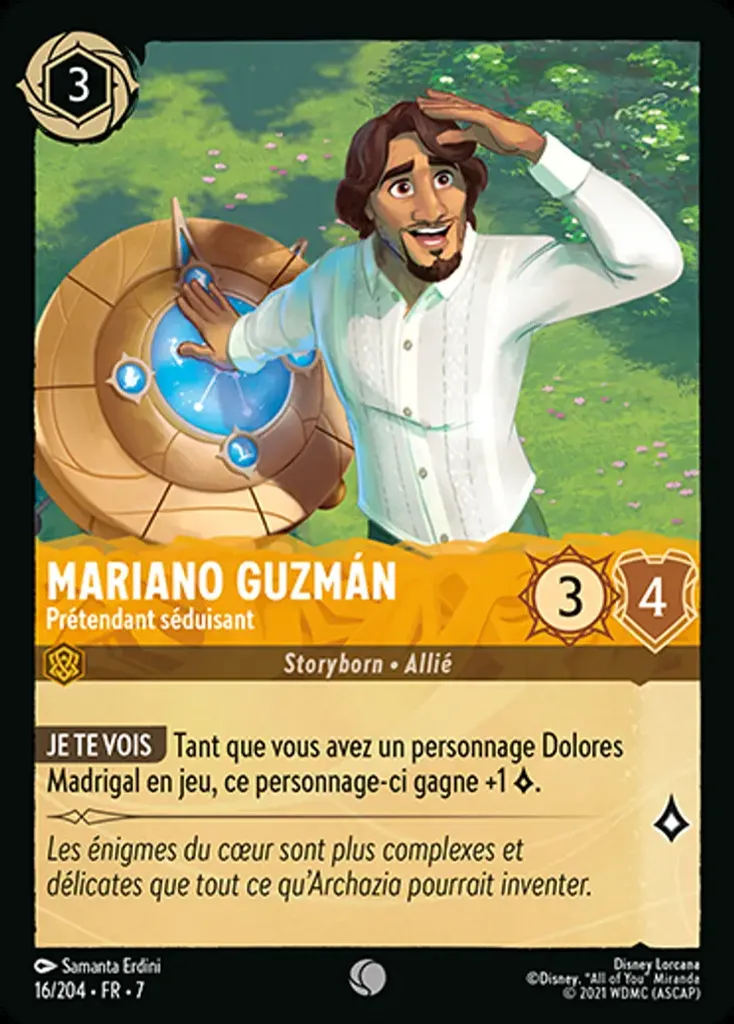 3
MARIANO GUZMÁN
Prétendant séduisant
3
4
Storyborn • Allié
JE TE VOIS Tant que vous avez un personnage Dolores
Madrigal en jeu, ce personnage-ci gagne +1 .
Les énigmes du cœur sont plus complexes et
délicates que tout ce qu'Archazia pourrait inventer.
Samanta Erdini
16/204 • FR • 7
Disney Lorcana
©Disney. "All of You" Miranda
© 2021 WDMC (ASCAP)